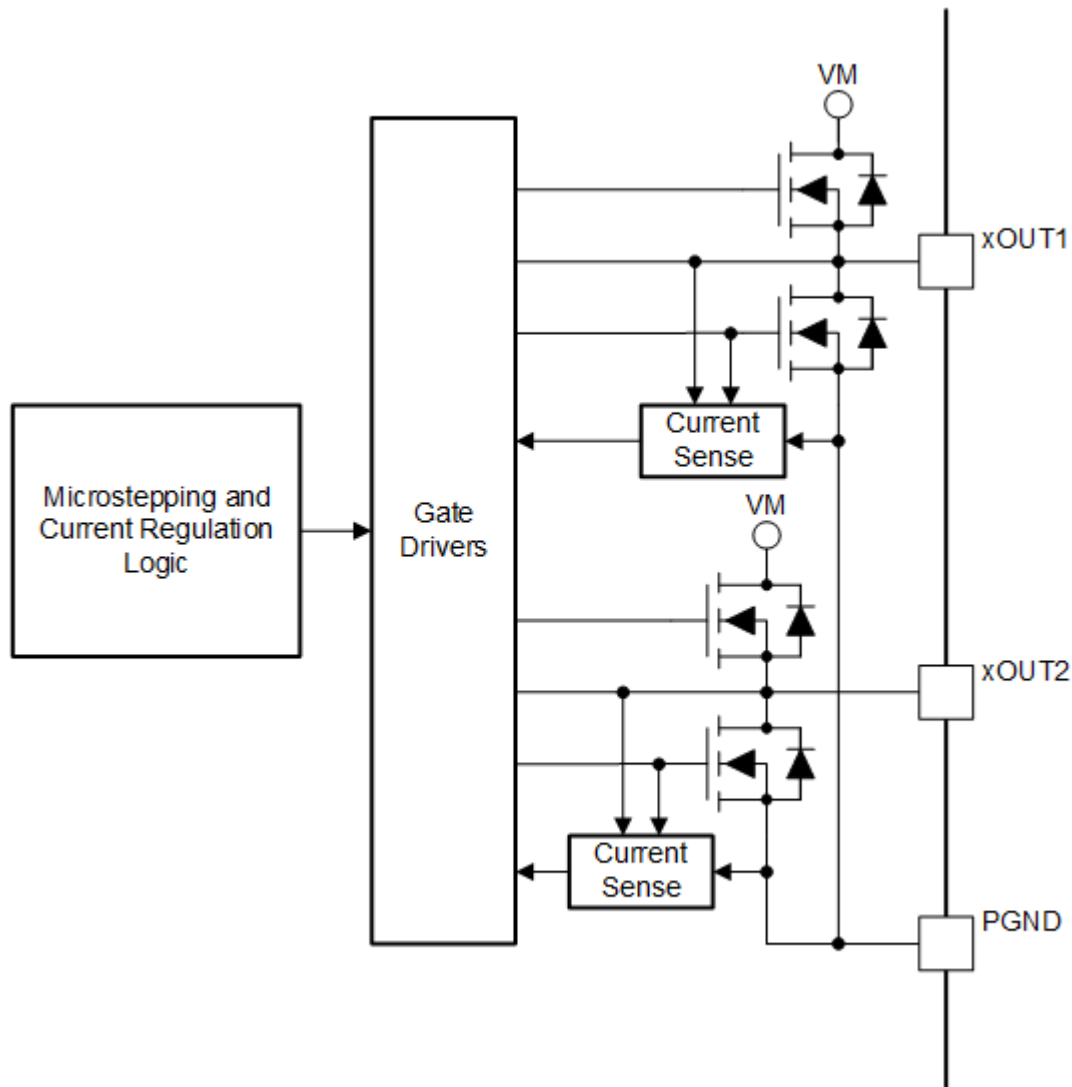 VM
xOUT1
Current
Sense
Microstepping and
Current Regulation
Logic
Gate
Drivers
VM
xOUT2
Current
Sense
PGND